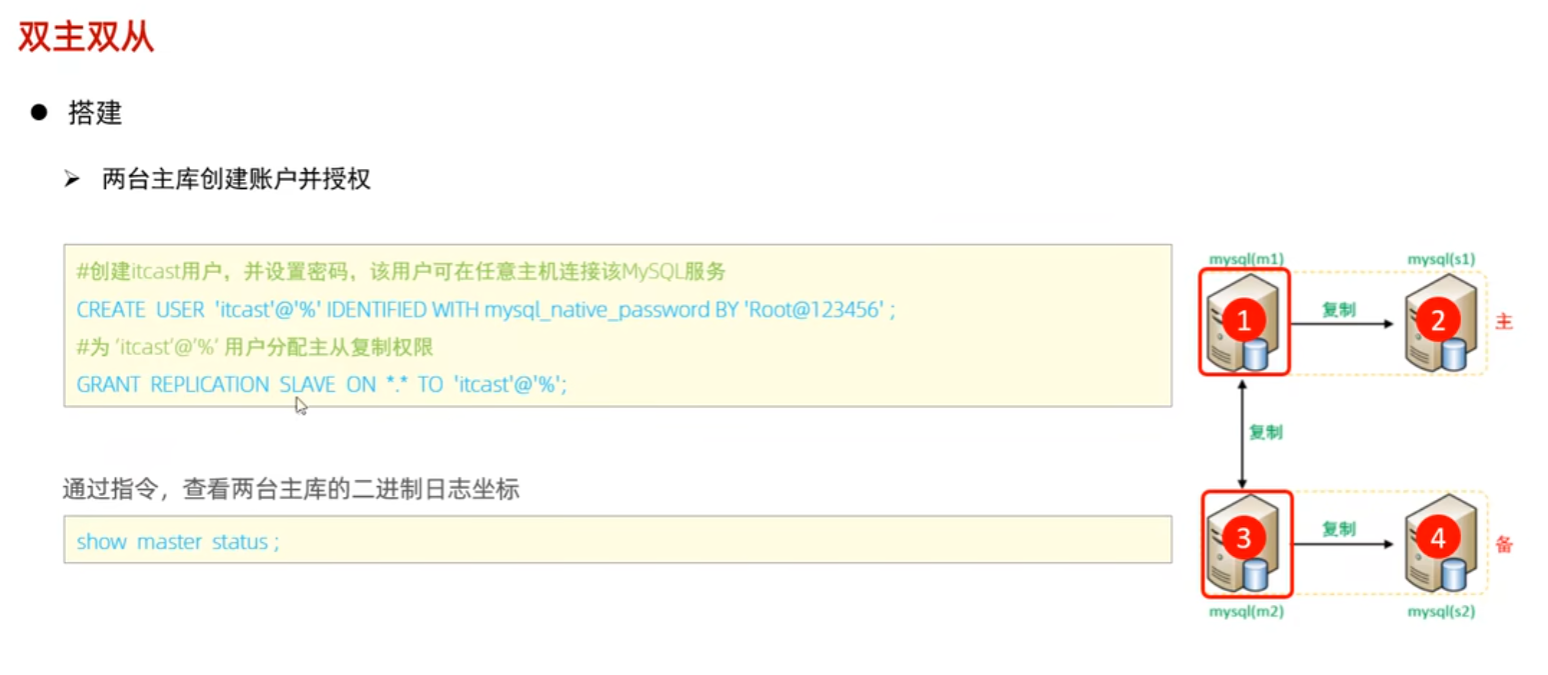 双主双从
● 搭建
➢ 两台主库创建账户并授权
#创建itcast用户，并设置密码，该用户可在任意主机连接该MySQL服务
CREATE USER 'itcast'@'%' IDENTIFIED WITH mysql_native_password BY 'Root@123456' ;
#为 'itcast'@'%' 用户分配主从复制权限
GRANT REPLICATION SLAVE ON *.* TO 'itcast'@'%';
通过指令，查看两台主库的二进制日志坐标
show master status ;
mysql(m1)
mysql(s1)
1
复制
2
主
复制
3
复制
4
备
mysql(m2)
mysql(s2)